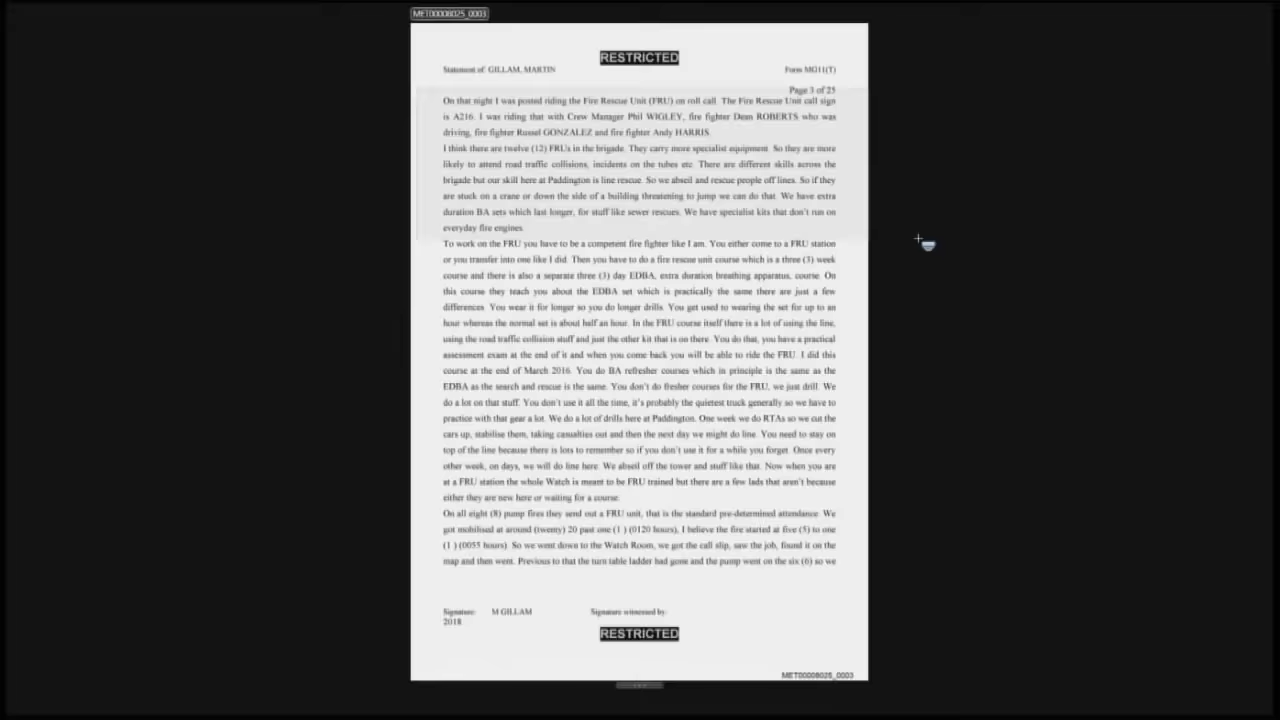 MET00008025_0003
RESTRICTED
Statement of: GILLAM, MARTIN
Form MG11(T)
Page 3 of 25
On that night I was posted riding the Fire Rescue Unit (FRU) on roll call. The Fire Rescue Unit call sign
is A216. I was riding that with Crew Manager Phil WIGLEY, fire fighter Dean ROBERTS who was
driving, fire fighter Russel GONZALEZ and fire fighter Andy HARRIS.
I think there are twelve (12) FRUs in the brigade. They carry more specialist equipment. So they are more
likely to attend road traffic collisions, incidents on the tubes etc. There are different skills across the
brigade but our skill here at Paddington is line rescue. So we abseil and rescue people off lines. So if they
are stuck on a crane or down the side of a building threatening to jump we can do that. We have extra
duration BA sets which last longer, for stuff like sewer rescues. We have specialist kits that don't run on
everyday fire engines.
To work on the FRU you have to be a competent fire fighter like I am. You either come to a FRU station
or you transfer into one like I did. Then you have to do a fire rescue unit course which is a three (3) week
course and there is also a separate three (3) day EDBA, extra duration breathing apparatus, course. On
this course they teach you about the EDBA set which is practically the same there are just a few
differences. You wear it for longer so you do longer drills. You get used to wearing the set for up to an
hour whereas the normal set is about half an hour. In the FRU course itself there is a lot of using the line,
using the road traffic collision stuff and just the other kit that is on there. You do that, you have a practical
assessment exam at the end of it and when you come back you will be able to ride the FRU. I did this
course at the end of March 2016. You do BA refresher courses which in principle is the same as the
EDBA as the search and rescue is the same. You don't do fresher courses for the FRU, we just drill. We
do a lot on that stuff. You don't use it all the time, it's probably the quietest truck generally so we have to
practice with that gear a lot. We do a lot of drills here at Paddington. One week we do RTAs so we cut the
cars up, stabilise them, taking casualties out and then the next day we might do line. You need to stay on
top of the line because there is lots to remember so if you don't use it for a while you forget. Once every
other week, on days, we will do line here. We abseil off the tower and stuff like that. Now when you are
at a FRU station the whole Watch is meant to be FRU trained but there are a few lads that aren't because
either they are new here or waiting for a course.
On all eight (8) pump fires they send out a FRU unit, that is the standard pre-determined attendance. We
got mobilised at around (twenty) 20 past one (1 ) (0120 hours), I believe the fire started at five (5) to one
(1 ) (0055 hours). So we went down to the Watch Room, we got the call slip, saw the job, found it on the
map and then went. Previous to that the turn table ladder had gone and the pump went on the six (6) so we
Signature: M GILLAM Signature witnessed by:
2018
RESTRICTED
MET00008025_0003